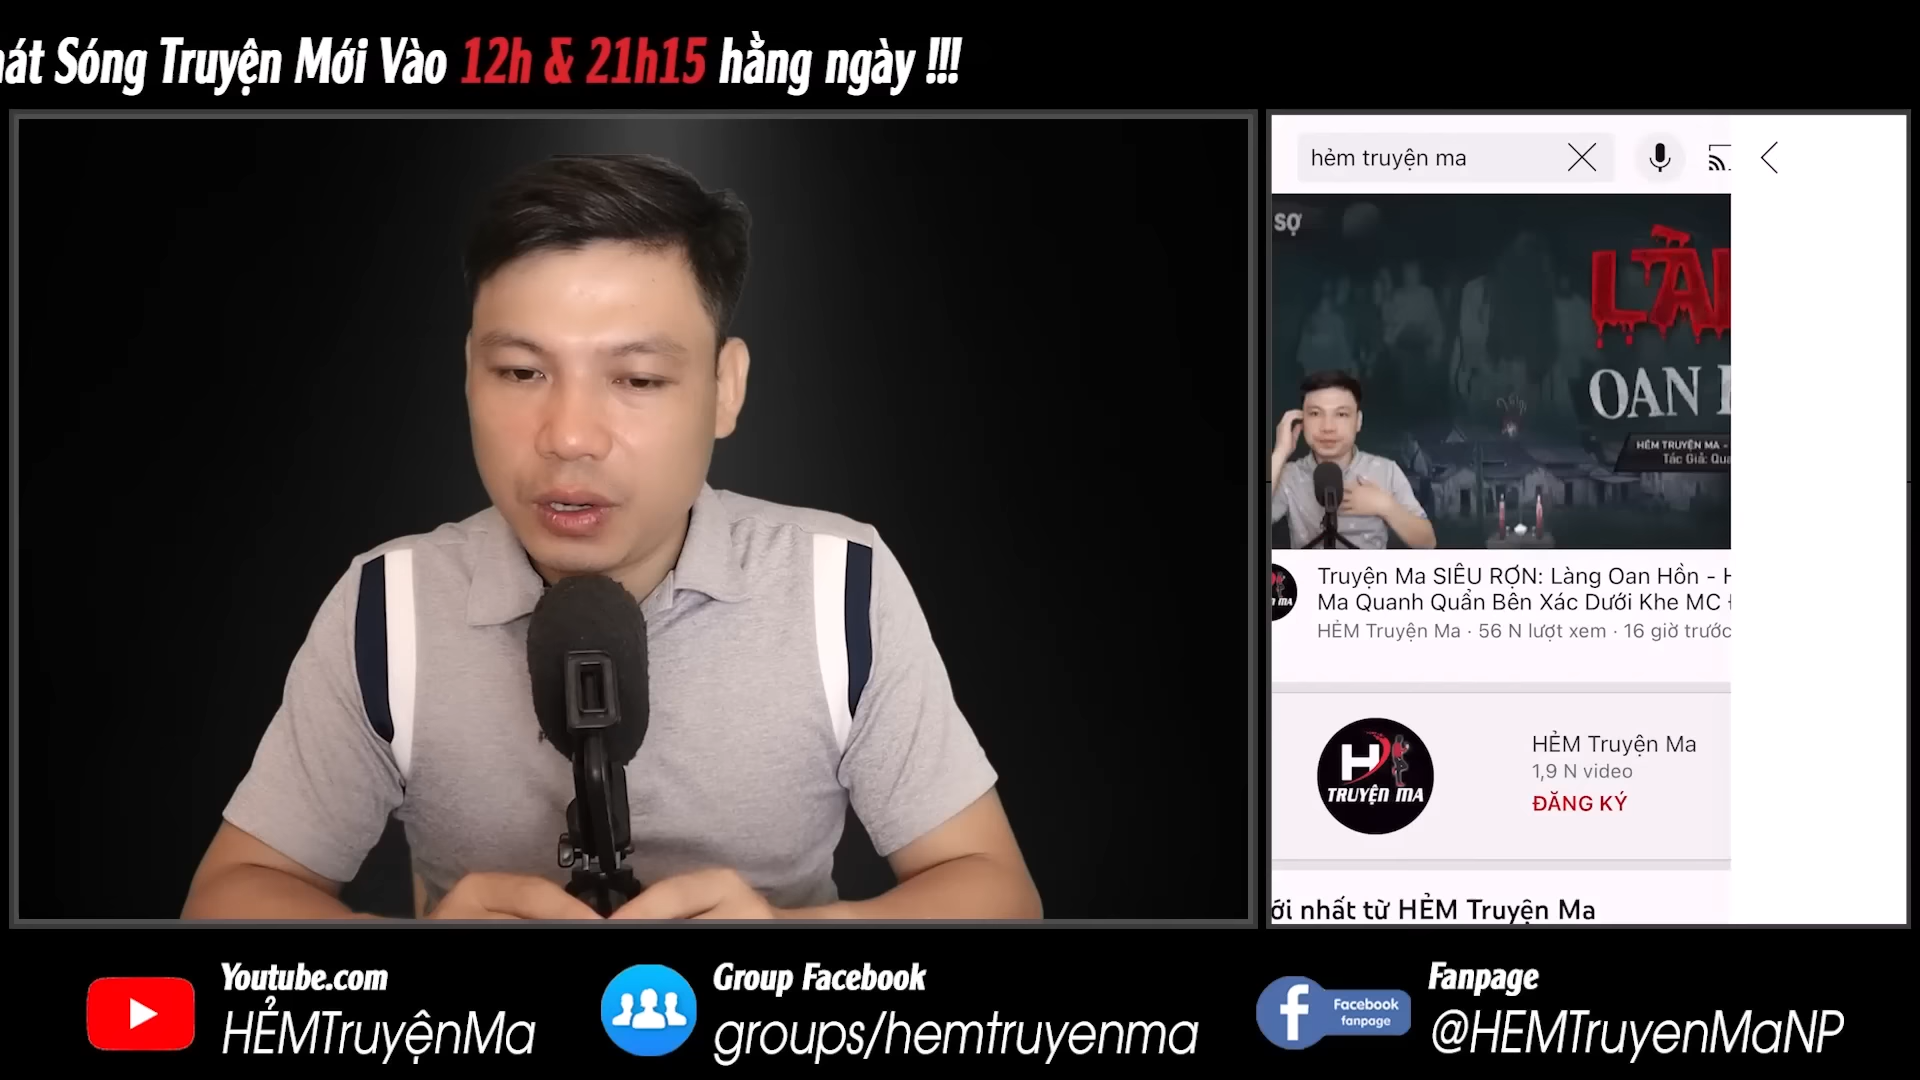 Sóng Truyện Mới Vào 12h & 21h15 hằng ngày !!!
hẻm truyện ma
SỢ
OAN
HẺM TRUYỆN MA -
Tác Giả:
Truyện Ma SIÊU RỢN: Làng Oan Hồn -
Ma Quanh Quẩn Bên Xác Dưới Khe MC
HẺM Truyện Ma · 56 N lượt xem · 16 giờ trước
H
TRUYỆN MA
HẺM Truyện Ma
1,9 N video
ĐĂNG KÝ
nhất từ HẺM Truyện Ma
Youtube.com
HẺMTruyệnMa
Group Facebook
groups/hemtruyenma
Facebook
fanpage
Fanpage
@HEMTruyenMaNP